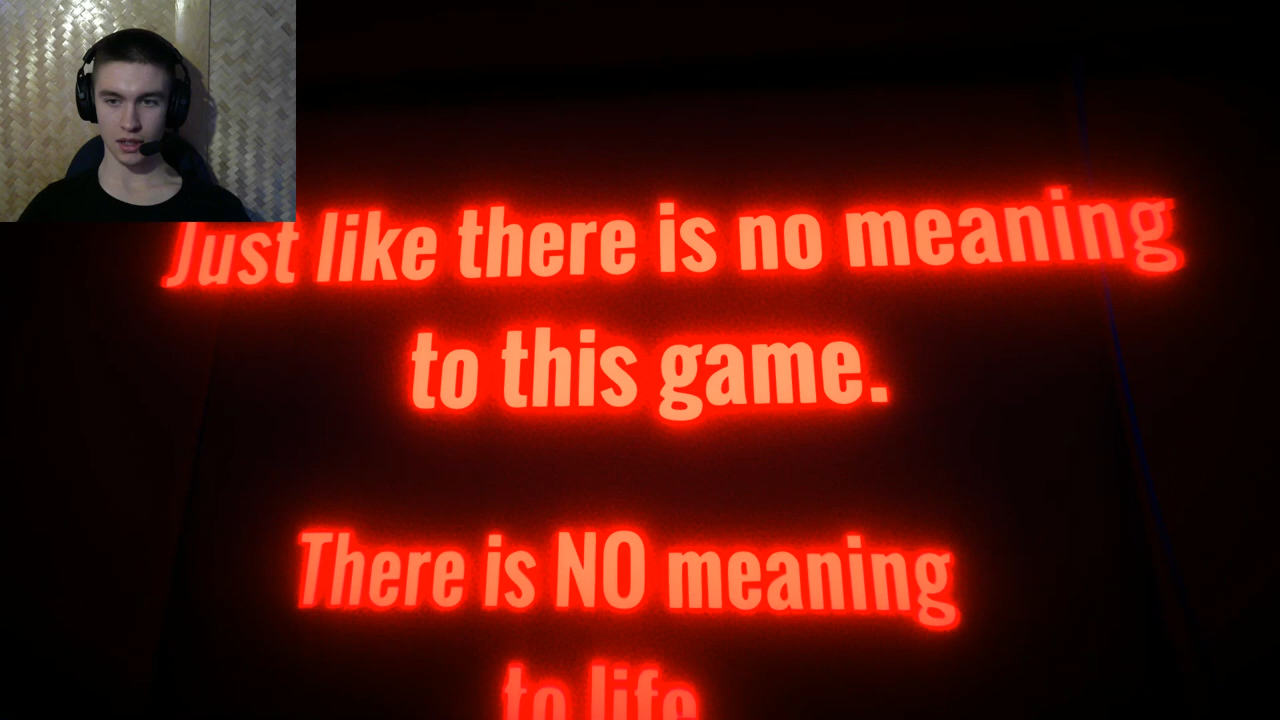 Just like there is no meaning
to this game.
There is NO meaning
to life